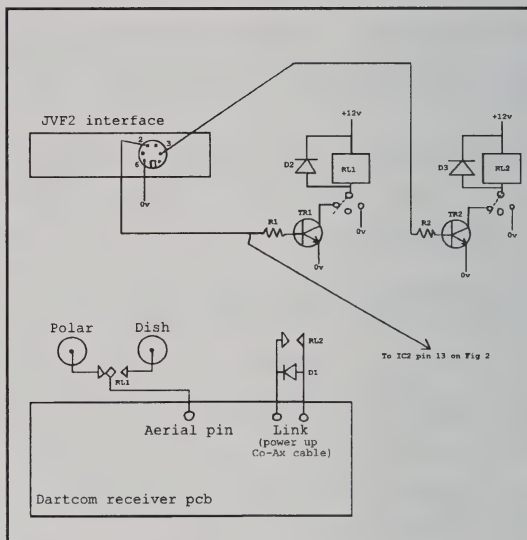 JVF2 interface
2
3
6
0v
+12v
D2
RL1
R1
TR1
0v
0v
+12v
D3
RL2
R2
TR2
0v
0v
To IC2 pin 13 on Fig 2
Polar
Dish
RL1
RL2
D1
Aerial pin
Link
(power up
Co-Ax cable)
Dartcom receiver pcb